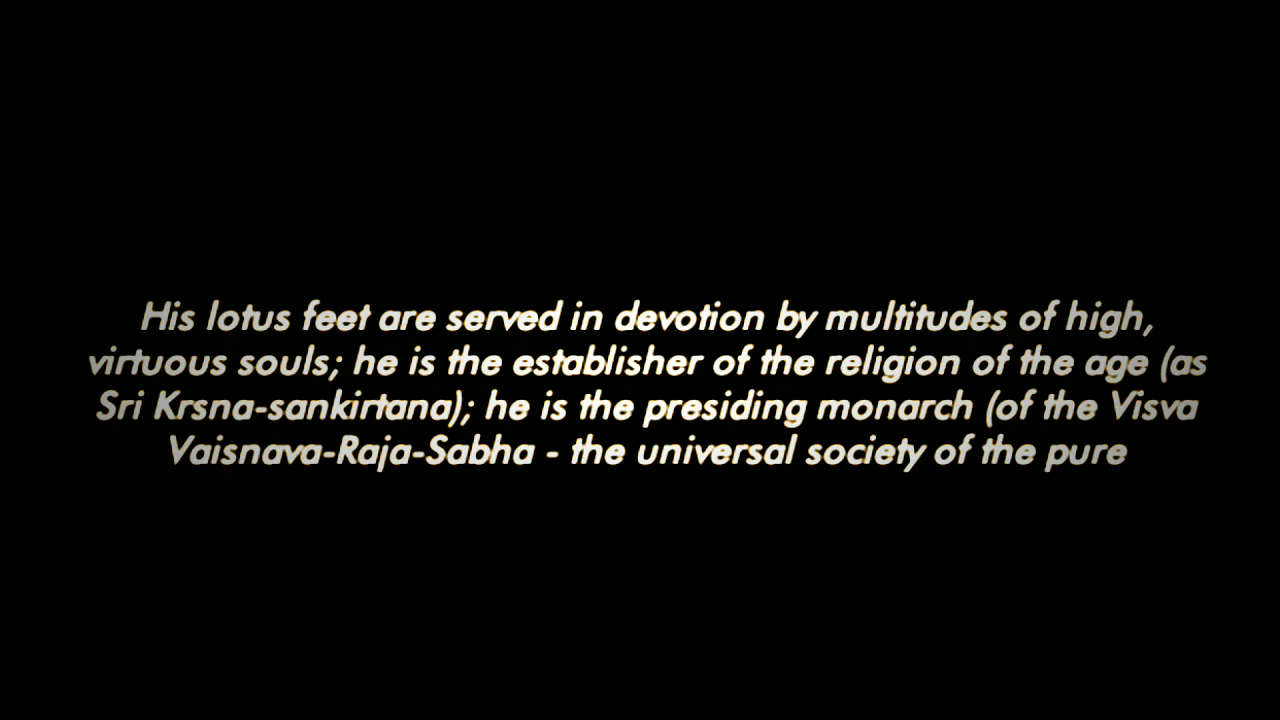 His lotus feet are served in devotion by multitudes of high,
virtuous souls; he is the establisher of the religion of the age (as
Sri Krsna-sankirtana); he is the presiding monarch (of the Visva
Vaisnava-Raja-Sabha - the universal society of the pure